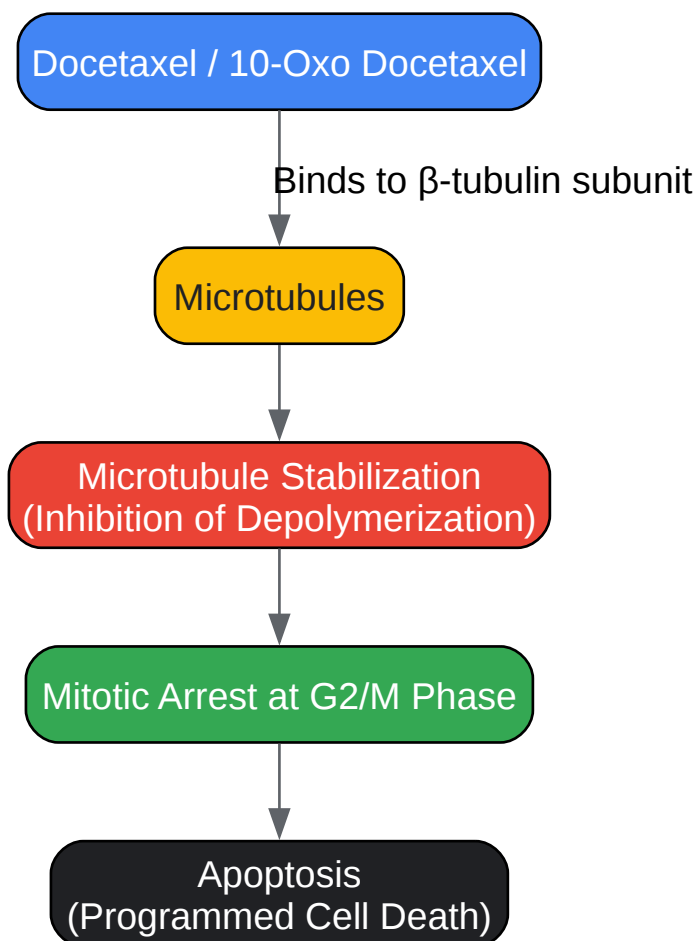 Docetaxel / 10-Oxo Docetaxel
Binds to β-tubulin subunit
Microtubules
Microtubule Stabilization
(Inhibition of Depolymerization)
Mitotic Arrest at G2/M Phase
Apoptosis
(Programmed Cell Death)